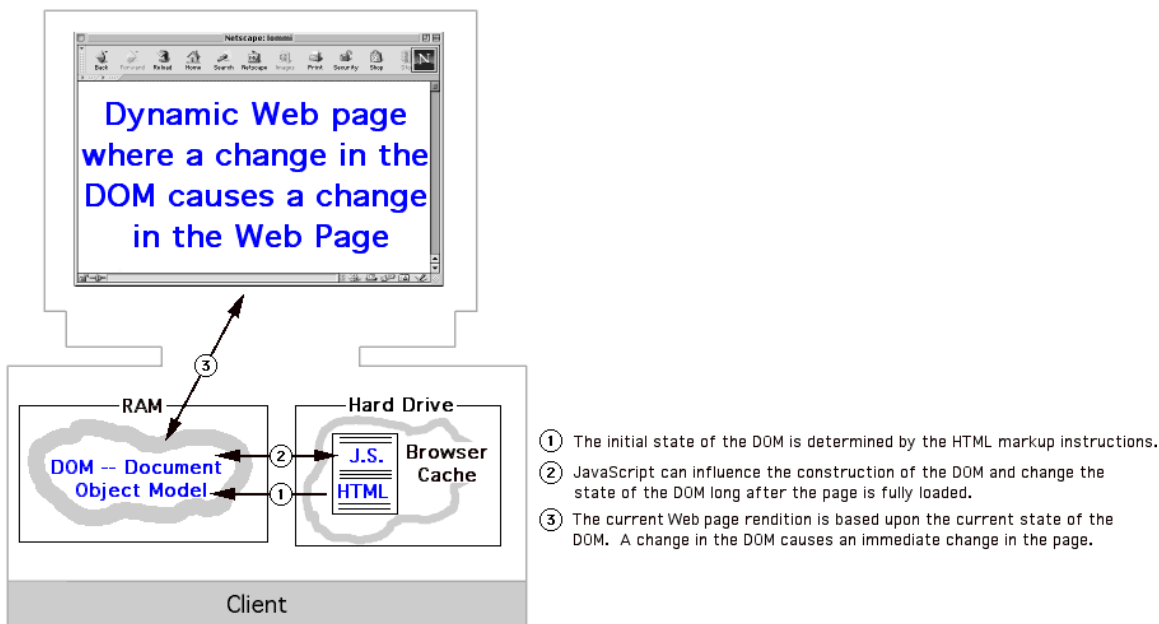 Netscape: lommi
Back Forward Reload Home Search Netscape Images Print Security Shop
N
Dynamic Web page
where a change in the
DOM causes a change
in the Web Page
3
RAM
Hard Drive
DOM -- Document
Object Model
2
1
J.S.
HTML
Browser
Cache
1 The initial state of the DOM is determined by the HTML markup instructions.
2 JavaScript can influence the construction of the DOM and change the
state of the DOM long after the page is fully loaded.
3 The current Web page rendition is based upon the current state of the
DOM. A change in the DOM causes an immediate change in the page.
Client